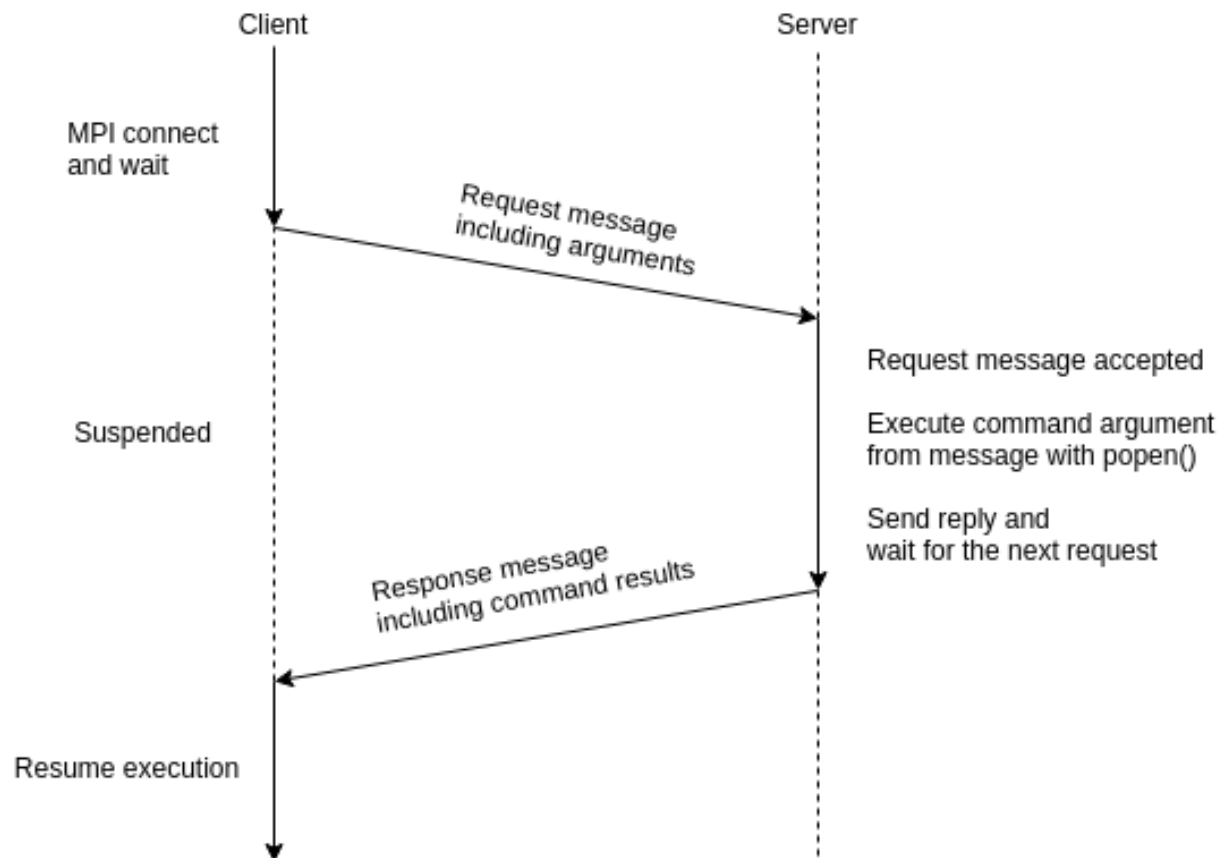 Client
Server
MPI connect
and wait
Request message
including arguments
Request message accepted
Suspended
Execute command argument
from message with popen()
Send reply and
wait for the next request
Response message
including command results
Resume execution